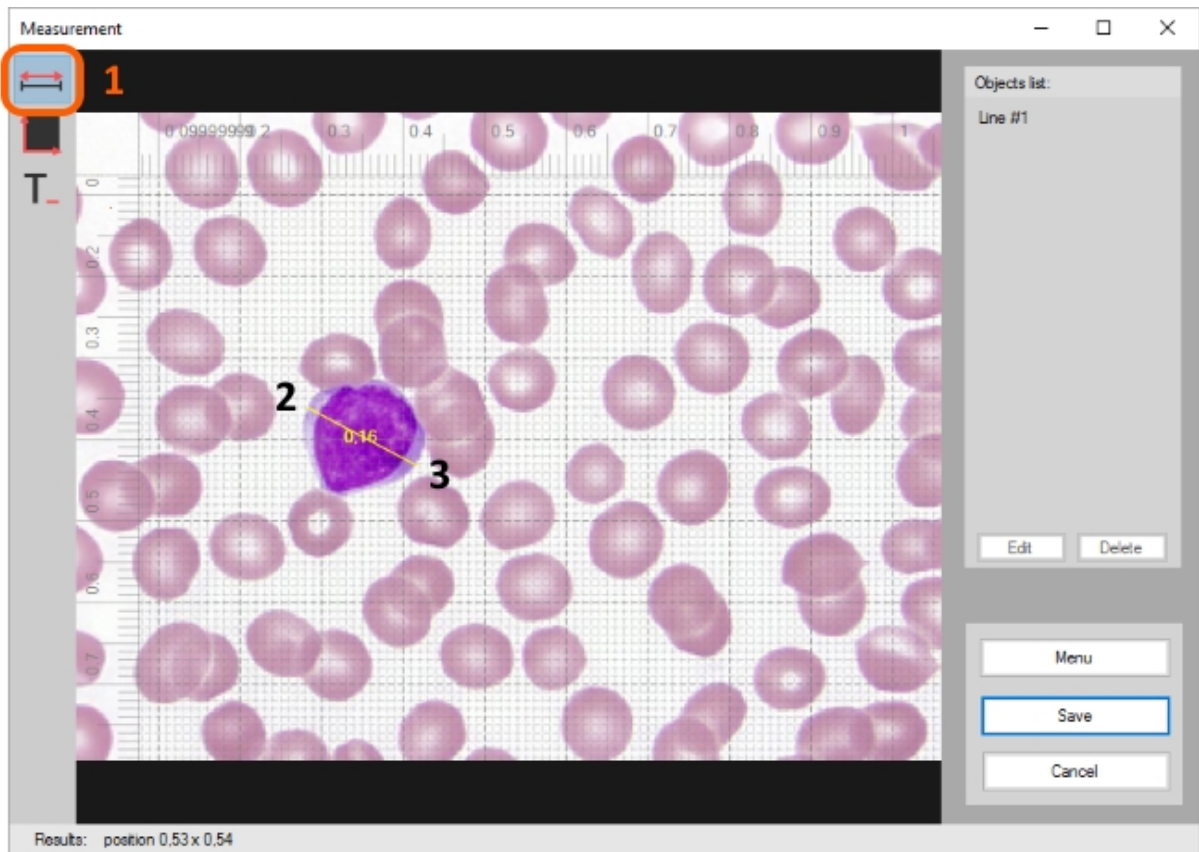 Measurement
1
Objects list:
Line #1
T_
0.09999999 0.2 0.3 0.4 0.5 0.6 0.7 0.8 0.9 1
0
0.2
0.3
0.4
2
0,16
3
0.5
0.6
0.7
Edit Delete
Menu
Save
Cancel
Results: position 0,53 x 0,54